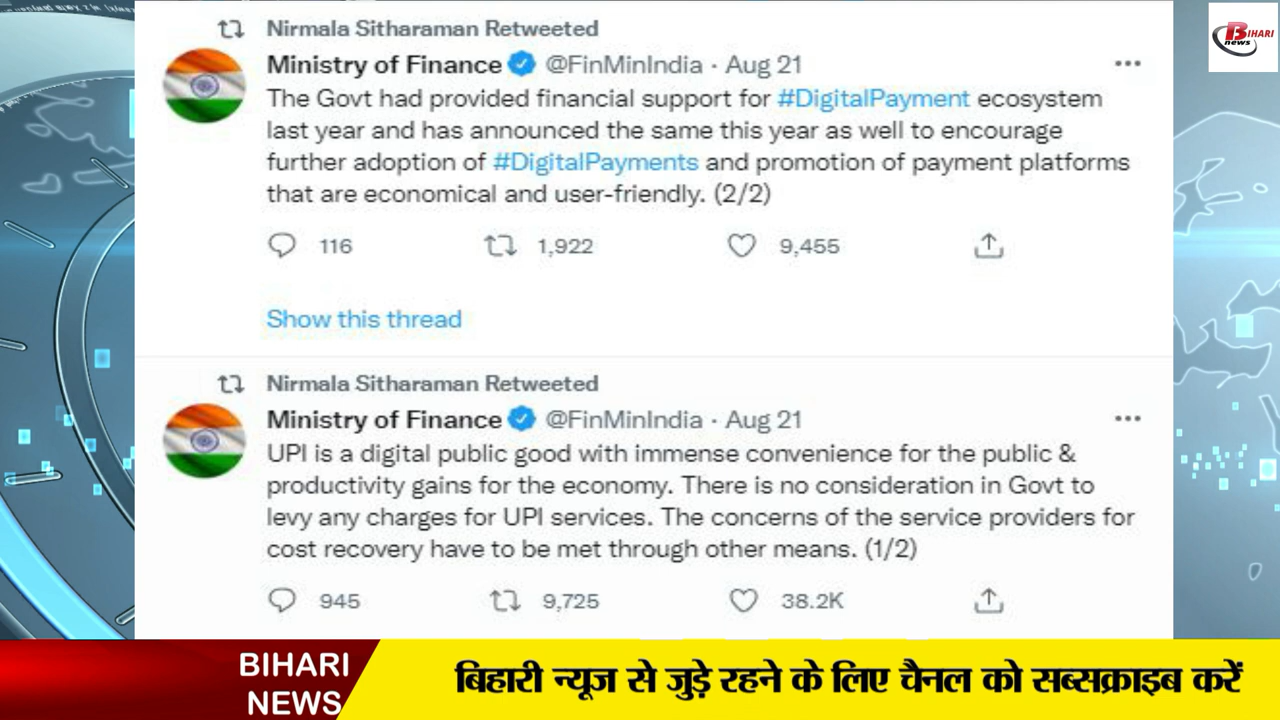 BIHARI
news
Nirmala Sitharaman Retweeted
Ministry of Finance @FinMinIndia · Aug 21
The Govt had provided financial support for #DigitalPayment ecosystem
last year and has announced the same this year as well to encourage
further adoption of #DigitalPayments and promotion of payment platforms
that are economical and user-friendly. (2/2)
116 1,922 9,455
Show this thread
Nirmala Sitharaman Retweeted
Ministry of Finance @FinMinIndia · Aug 21
UPI is a digital public good with immense convenience for the public &
productivity gains for the economy. There is no consideration in Govt to
levy any charges for UPI services. The concerns of the service providers for
cost recovery have to be met through other means. (1/2)
945 9,725 38.2K
BIHARI
NEWS
बिहारी न्यूज से जुड़े रहने के लिए चैनल को सब्सक्राइब करें